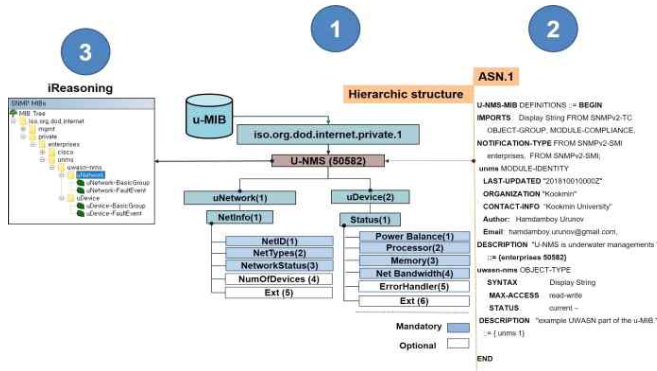 3
1
2
iReasoning
SNMP MIBs
MIB Tree
iso.org.dod.internet
mgmt
private
enterprises
cisco
unms
uwasn-nms
uNetwork
uNetwork-BasicGroup
uNetwork-FaultEvent
uDevice
uDevice-BasicGroup
uDevice-FaultEvent
Hierarchic structure
u-MIB
iso.org.dod.internet.private.1
U-NMS (50582)
uNetwork(1)
uDevice(2)
NetInfo(1)
Status(1)
NetID(1)
NetTypes(2)
NetworkStatus(3)
NumOfDevices (4)
Ext (5)
Power Balance(1)
Processor(2)
Memory(3)
Net Bandwidth(4)
ErrorHandler(5)
Ext (6)
Mandatory
Optional
ASN.1
U-NMS-MIB DEFINITIONS ::= BEGIN
IMPORTS Display String FROM SNMPv2-TC
OBJECT-GROUP, MODULE-COMPLIANCE,
NOTIFICATION-TYPE FROM SNMPv2-SMI
enterprises, FROM SNMPv2-SMI;
unms MODULE-IDENTITY
LAST-UPDATED "201810010000Z"
ORGANIZATION "Kookmin"
CONTACT-INFO "Kookmin University"
Author: Hamdamboy Urunov
Email: hamdamboy.urunov@gmail.com,
DESCRIPTION "U-NMS is underwater managements "
::= {enterprises 50582}
uwasn-nms OBJECT-TYPE
SYNTAX Display String
MAX-ACCESS read-write
STATUS current –
DESCRIPTION "example UWASN part of the u-MIB."
::= { unms 1}
END